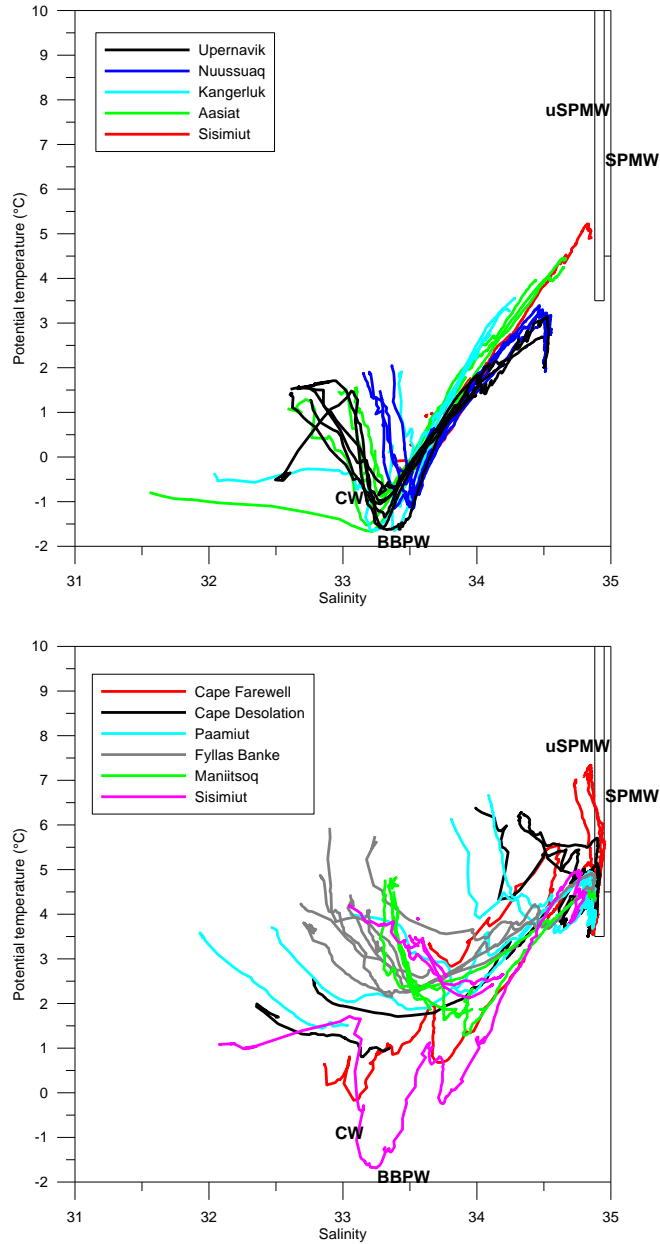 10
Upernavik
9
Nuussuaq
Kangerluk
8
Aasiat
uSPMW
Sisimiut
7
SPMW
6
5
4
Potential temperature (°C)
3
2
1
0
CW
-1
BBPW
-2
31 32 33 34 35
Salinity
10
Cape Farewell
9
Cape Desolation
Paamiut
8
Fyllas Banke
uSPMW
Maniitsoq
7
Sisimiut
SPMW
6
5
4
Potential temperature (°C)
3
2
1
0
CW
-1
BBPW
-2
31 32 33 34 35
Salinity